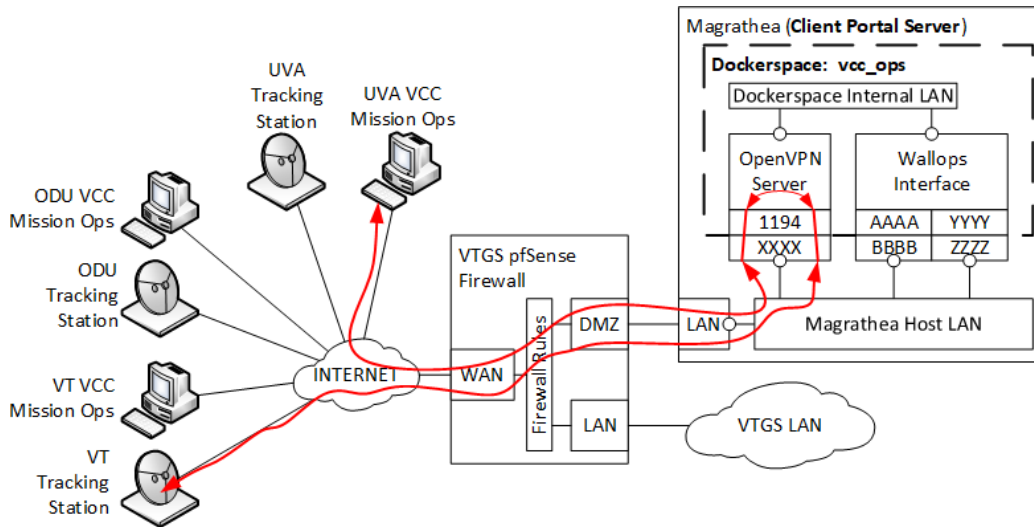 Magrathea (Client Portal Server)
Dockerspace: vcc_ops
Dockerspace Internal LAN
OpenVPN
Server
1194
XXXX
Wallops
Interface
AAAA
YYYY
BBBB
ZZZZ
LAN
Magrathea Host LAN
UVA
Tracking
Station
UVA VCC
Mission Ops
ODU VCC
Mission Ops
ODU
Tracking
Station
VT VCC
Mission Ops
VT
Tracking
Station
INTERNET
VTGS pfSense
Firewall
WAN
Firewall Rules
DMZ
LAN
VTGS LAN